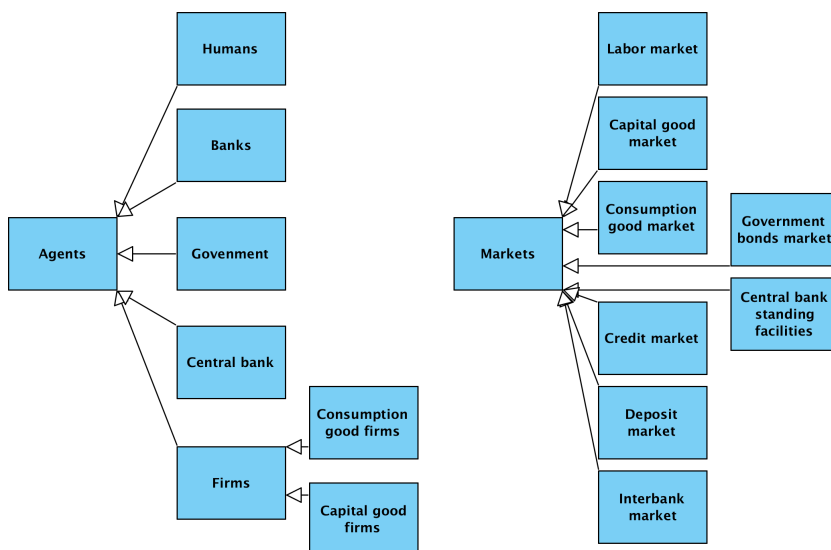 Humans
Banks
Agents
Govenment
Central bank
Consumption
good firms
Firms
Capital good
firms
Labor market
Capital good
market
Consumption
good market
Government
bonds market
Markets
Central bank
standing
facilities
Credit market
Deposit
market
Interbank
market